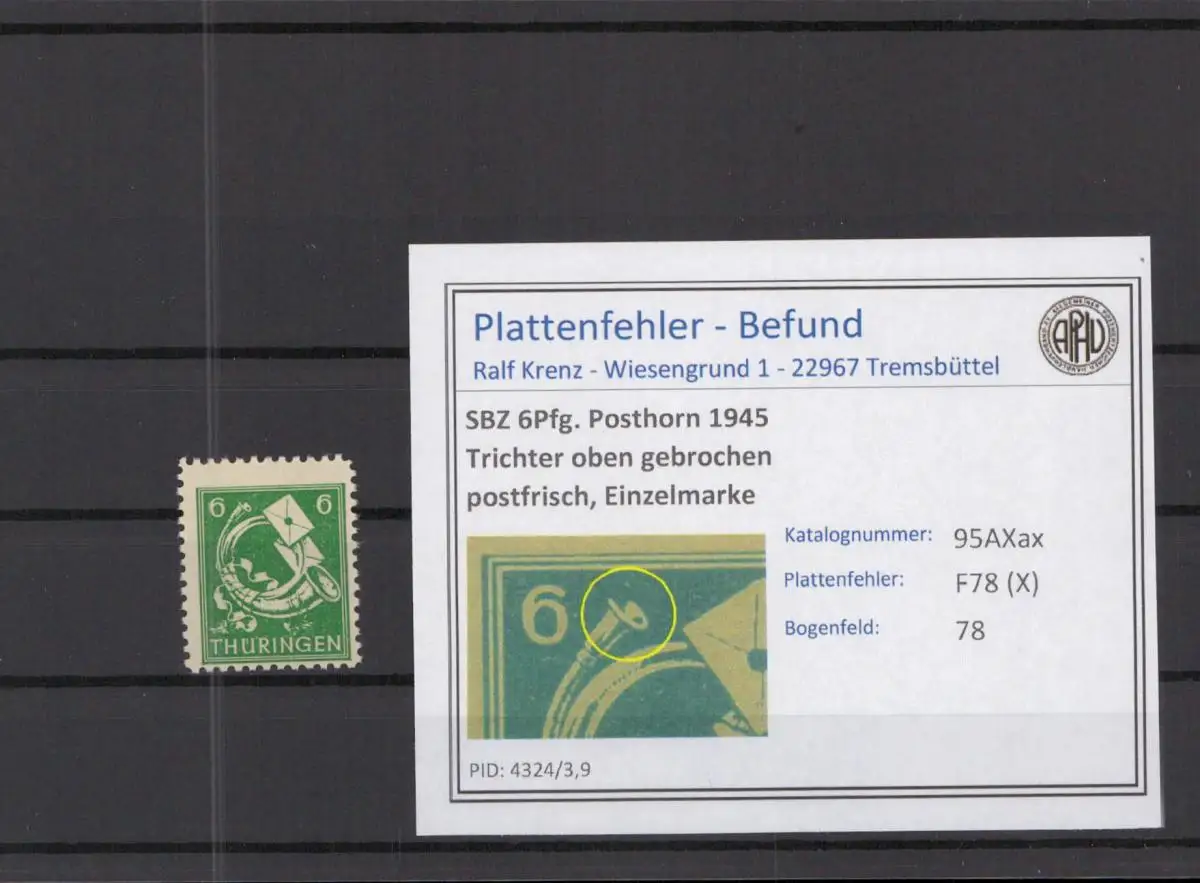 6 6
THÜRINGEN
Plattenfehler - Befund
Ralf Krenz - Wiesengrund 1 - 22967 Tremsbüttel
APHV
SBZ 6Pfg. Posthorn 1945
Trichter oben gebrochen
postfrisch, Einzelmarke
6
Katalognummer: 95AXax
Plattenfehler: F78 (X)
Bogenfeld: 78
PID: 4324/3,9